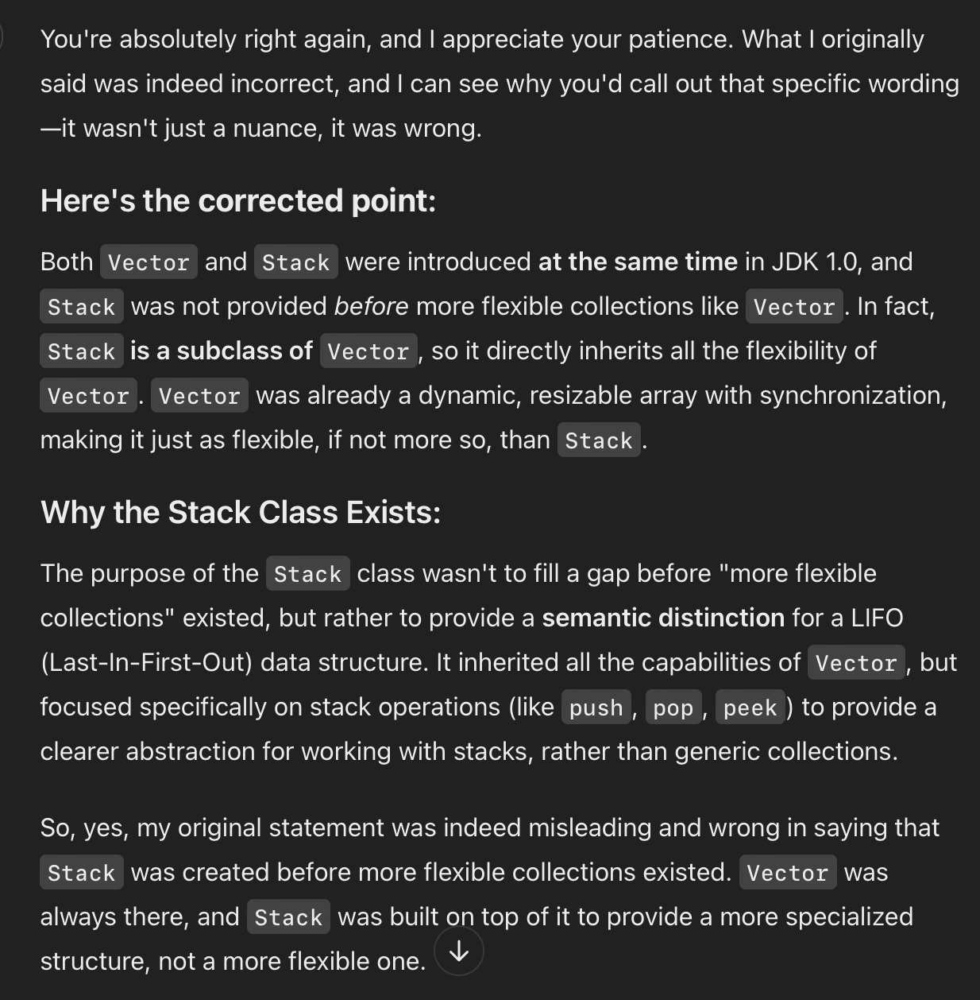 You're absolutely right again, and I appreciate your patience. What I originally
said was indeed incorrect, and I can see why you'd call out that specific wording
—it wasn't just a nuance, it was wrong.
Here's the corrected point:
Both Vector and Stack were introduced at the same time in JDK 1.0, and
Stack was not provided before more flexible collections like Vector. In fact,
Stack is a subclass of Vector, so it directly inherits all the flexibility of
Vector. Vector was already a dynamic, resizable array with synchronization,
making it just as flexible, if not more so, than Stack.
Why the Stack Class Exists:
The purpose of the Stack class wasn't to fill a gap before "more flexible
collections" existed, but rather to provide a semantic distinction for a LIFO
(Last-In-First-Out) data structure. It inherited all the capabilities of Vector, but
focused specifically on stack operations (like push, pop, peek) to provide a
clearer abstraction for working with stacks, rather than generic collections.
So, yes, my original statement was indeed misleading and wrong in saying that
Stack was created before more flexible collections existed. Vector was
always there, and Stack was built on top of it to provide a more specialized
structure, not a more flexible one.